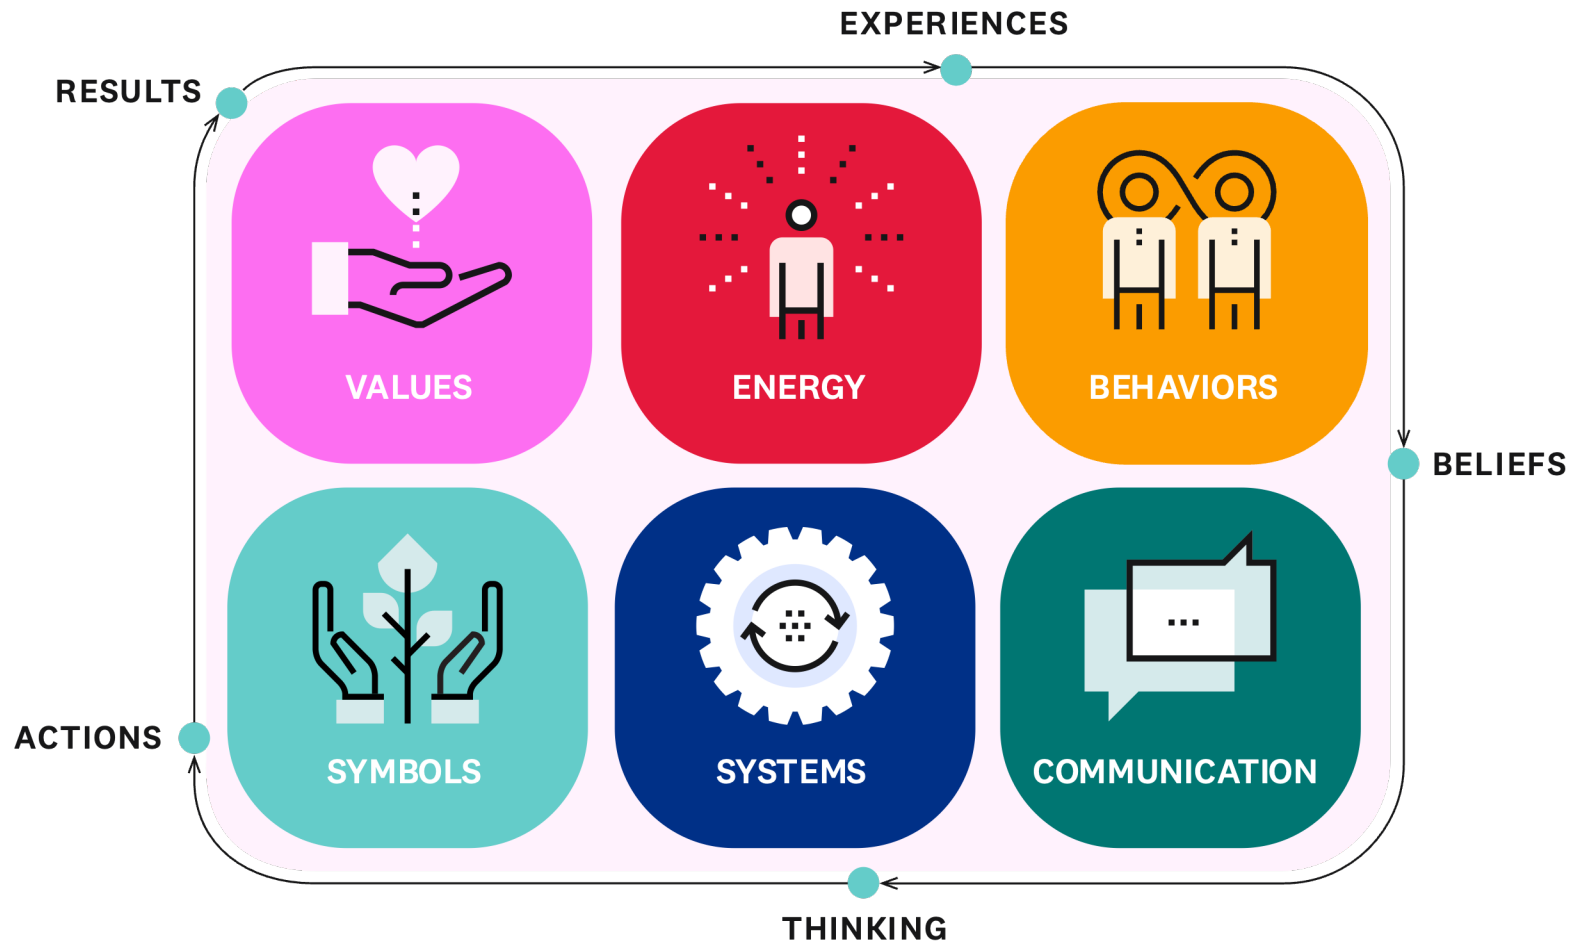 EXPERIENCES
RESULTS
VALUES
ENERGY
BEHAVIORS
BELIEFS
ACTIONS
SYMBOLS
SYSTEMS
COMMUNICATION
THINKING